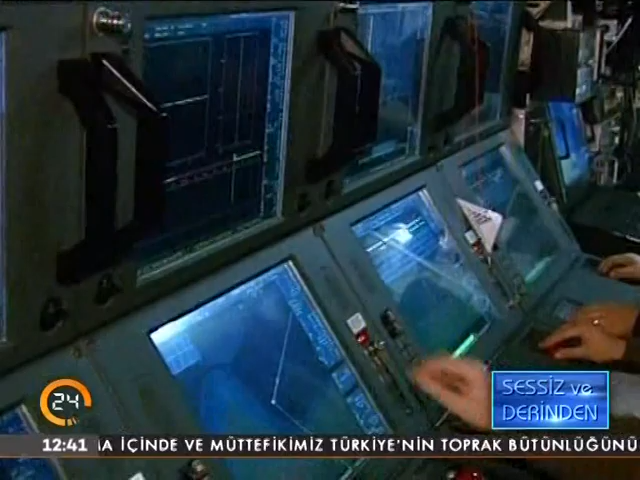 24
SESSİZ ve
DERİNDEN
12:41
A İÇİNDE VE MÜTTEFİKİMİZ TÜRKİYE'NİN TOPRAK BÜTÜNLÜĞÜNÜ